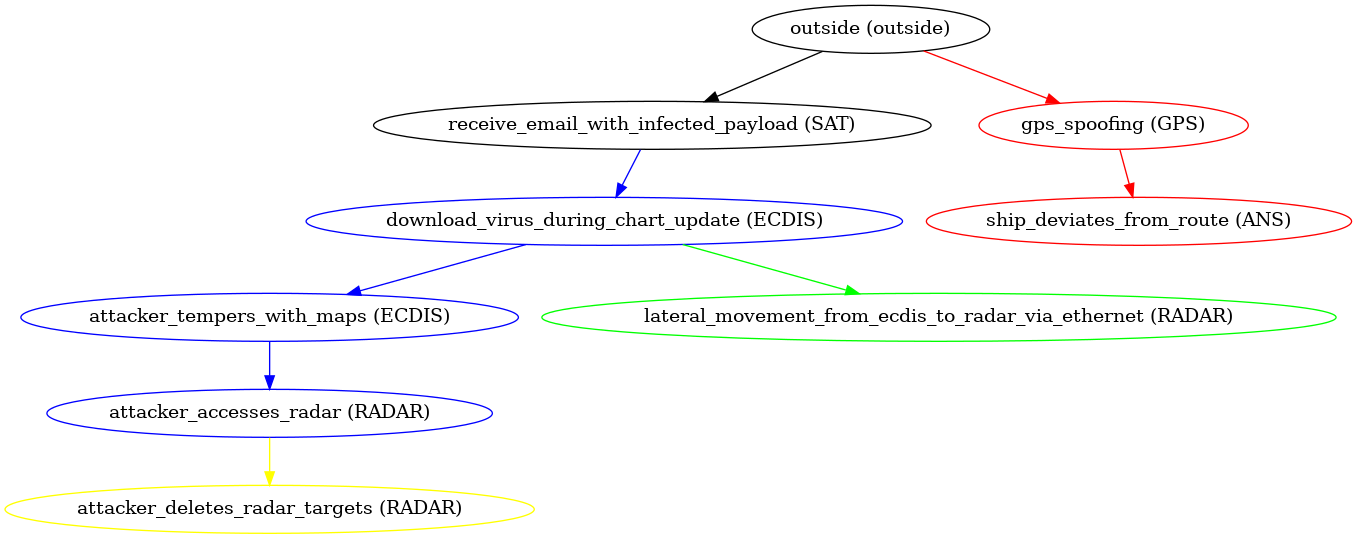 outside (outside)
receive_email_with_infected_payload (SAT)
gps_spoofing (GPS)
download_virus_during_chart_update (ECDIS)
ship_deviates_from_route (ANS)
attacker_tempers_with_maps (ECDIS)
lateral_movement_from_ecdis_to_radar_via_ethernet (RADAR)
attacker_accesses_radar (RADAR)
attacker_deletes_radar_targets (RADAR)